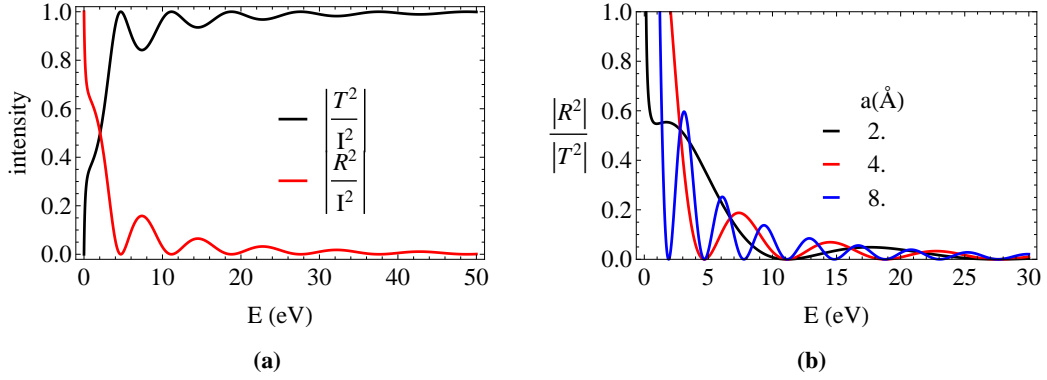 1.0
0.8
0.6
0.4
0.2
0.0
intensity
|T²/I²|
|R²/I²|
0 10 20 30 40 50
E (eV)
(a)
1.0
0.8
0.6
0.4
0.2
0.0
|R²|
|T²|
a(Å)
2.
4.
8.
0 5 10 15 20 25 30
E (eV)
(b)